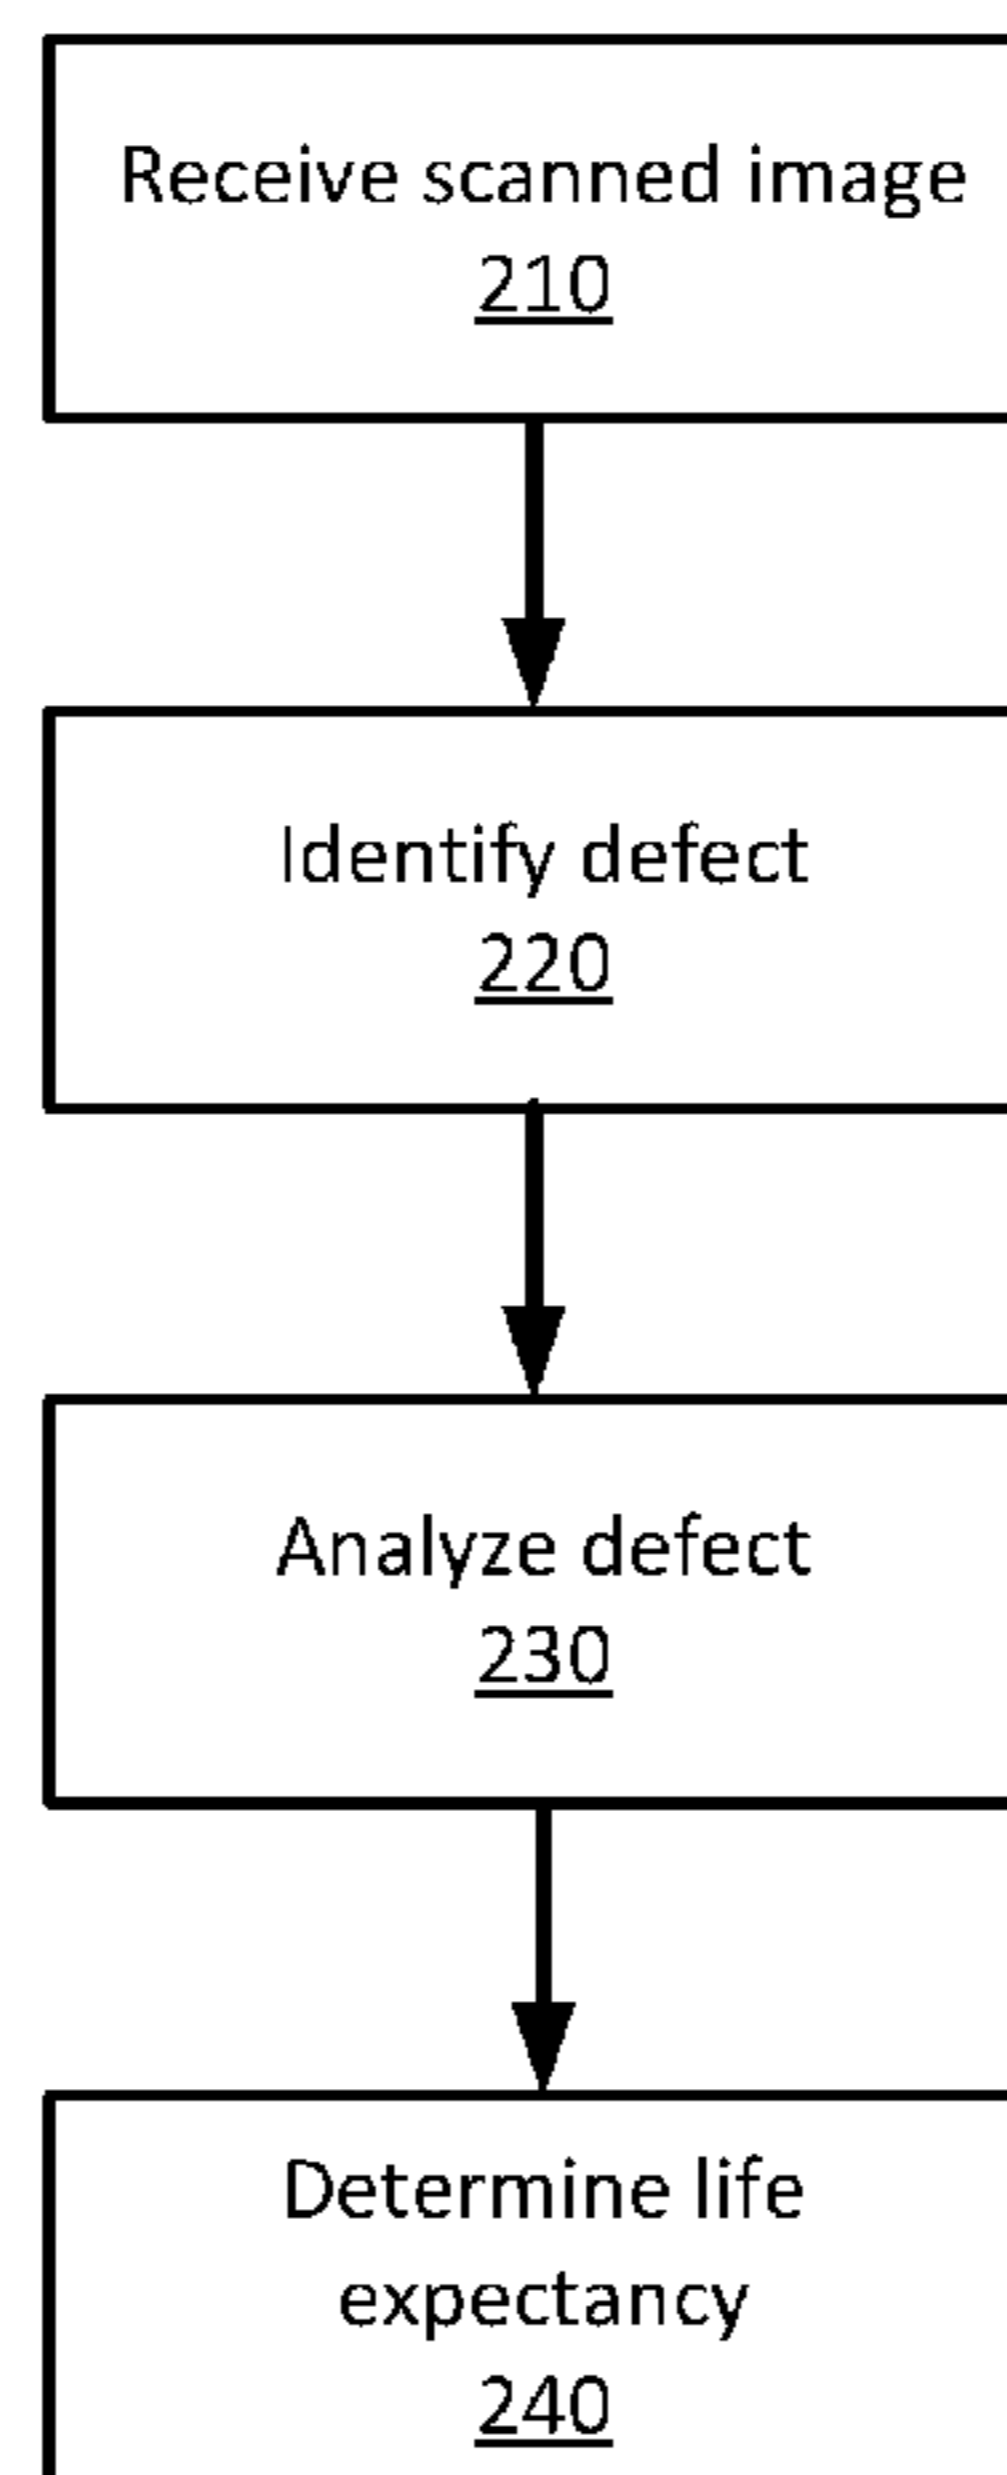 Receive scanned image
210
Identify defect
220
Analyze defect
230
Determine life
expectancy
240